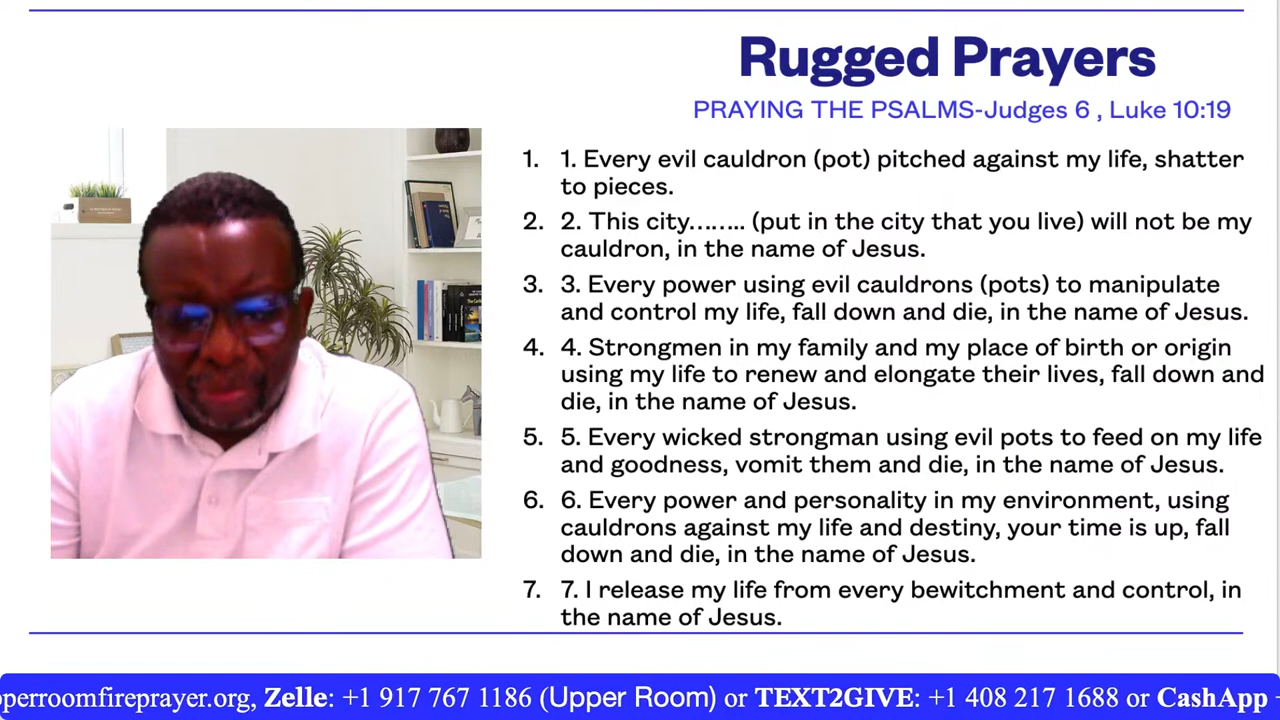 Rugged Prayers
PRAYING THE PSALMS-Judges 6 , Luke 10:19
1. 1. Every evil cauldron (pot) pitched against my life, shatter
to pieces.
2. 2. This city…….. (put in the city that you live) will not be my
cauldron, in the name of Jesus.
3. 3. Every power using evil cauldrons (pots) to manipulate
and control my life, fall down and die, in the name of Jesus.
4. 4. Strongmen in my family and my place of birth or origin
using my life to renew and elongate their lives, fall down and
die, in the name of Jesus.
5. 5. Every wicked strongman using evil pots to feed on my life
and goodness, vomit them and die, in the name of Jesus.
6. 6. Every power and personality in my environment, using
cauldrons against my life and destiny, your time is up, fall
down and die, in the name of Jesus.
7. 7. I release my life from every bewitchment and control, in
the name of Jesus.
perroomfireprayer.org, Zelle: +1 917 767 1186 (Upper Room) or TEXT2GIVE: +1 408 217 1688 or CashApp